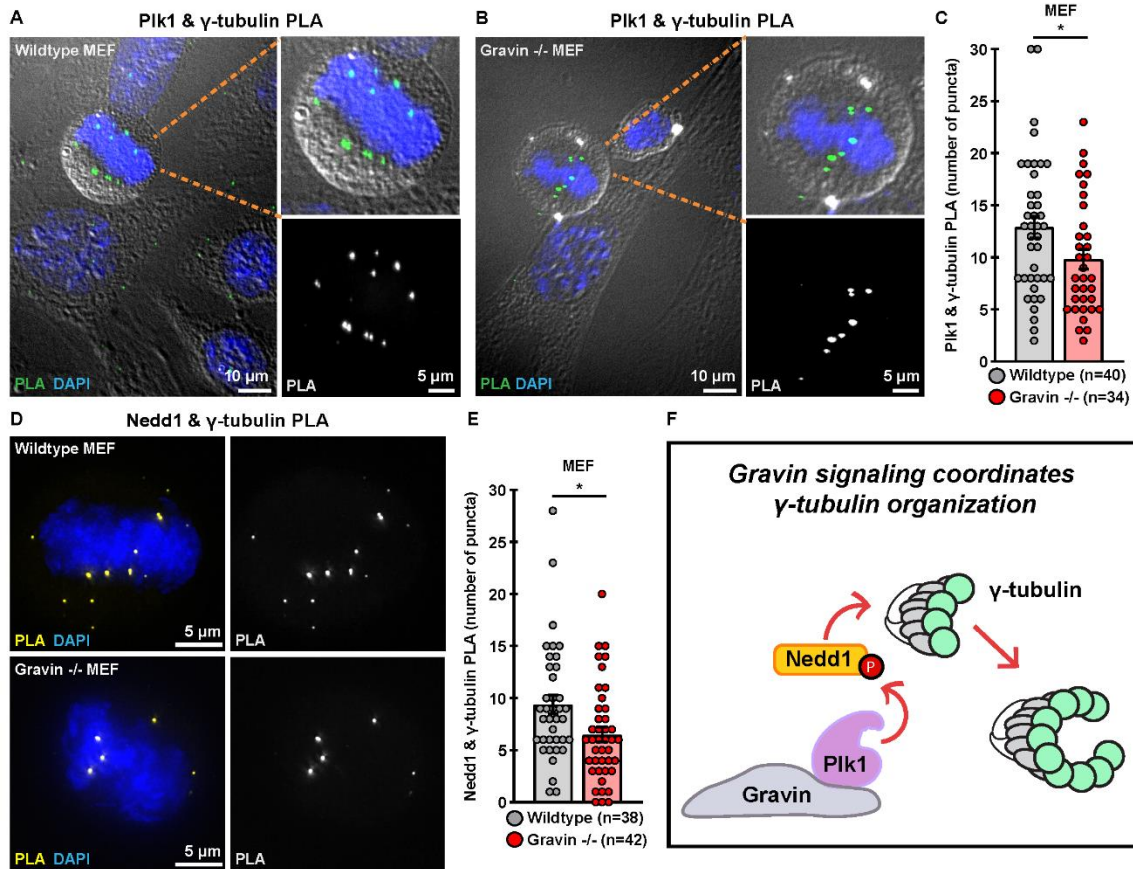 A
Plk1 & γ-tubulin PLA
Wildtype MEF
PLA DAPI
10 µm
PLA
5 µm
B
Plk1 & γ-tubulin PLA
Gravin -/- MEF
PLA DAPI
10 µm
PLA
5 µm
C
MEF
*
Plk1 & γ-tubulin PLA (number of puncta)
30
25
20
15
10
5
0
Wildtype (n=40)
Gravin -/- (n=34)
D
Nedd1 & γ-tubulin PLA
Wildtype MEF
PLA DAPI
5 µm
PLA
Gravin -/- MEF
PLA DAPI
5 µm
PLA
E
MEF
*
Nedd1 & γ-tubulin PLA (number of puncta)
30
25
20
15
10
5
0
Wildtype (n=38)
Gravin -/- (n=42)
F
Gravin signaling coordinates
γ-tubulin organization
γ-tubulin
Nedd1
P
Plk1
Gravin